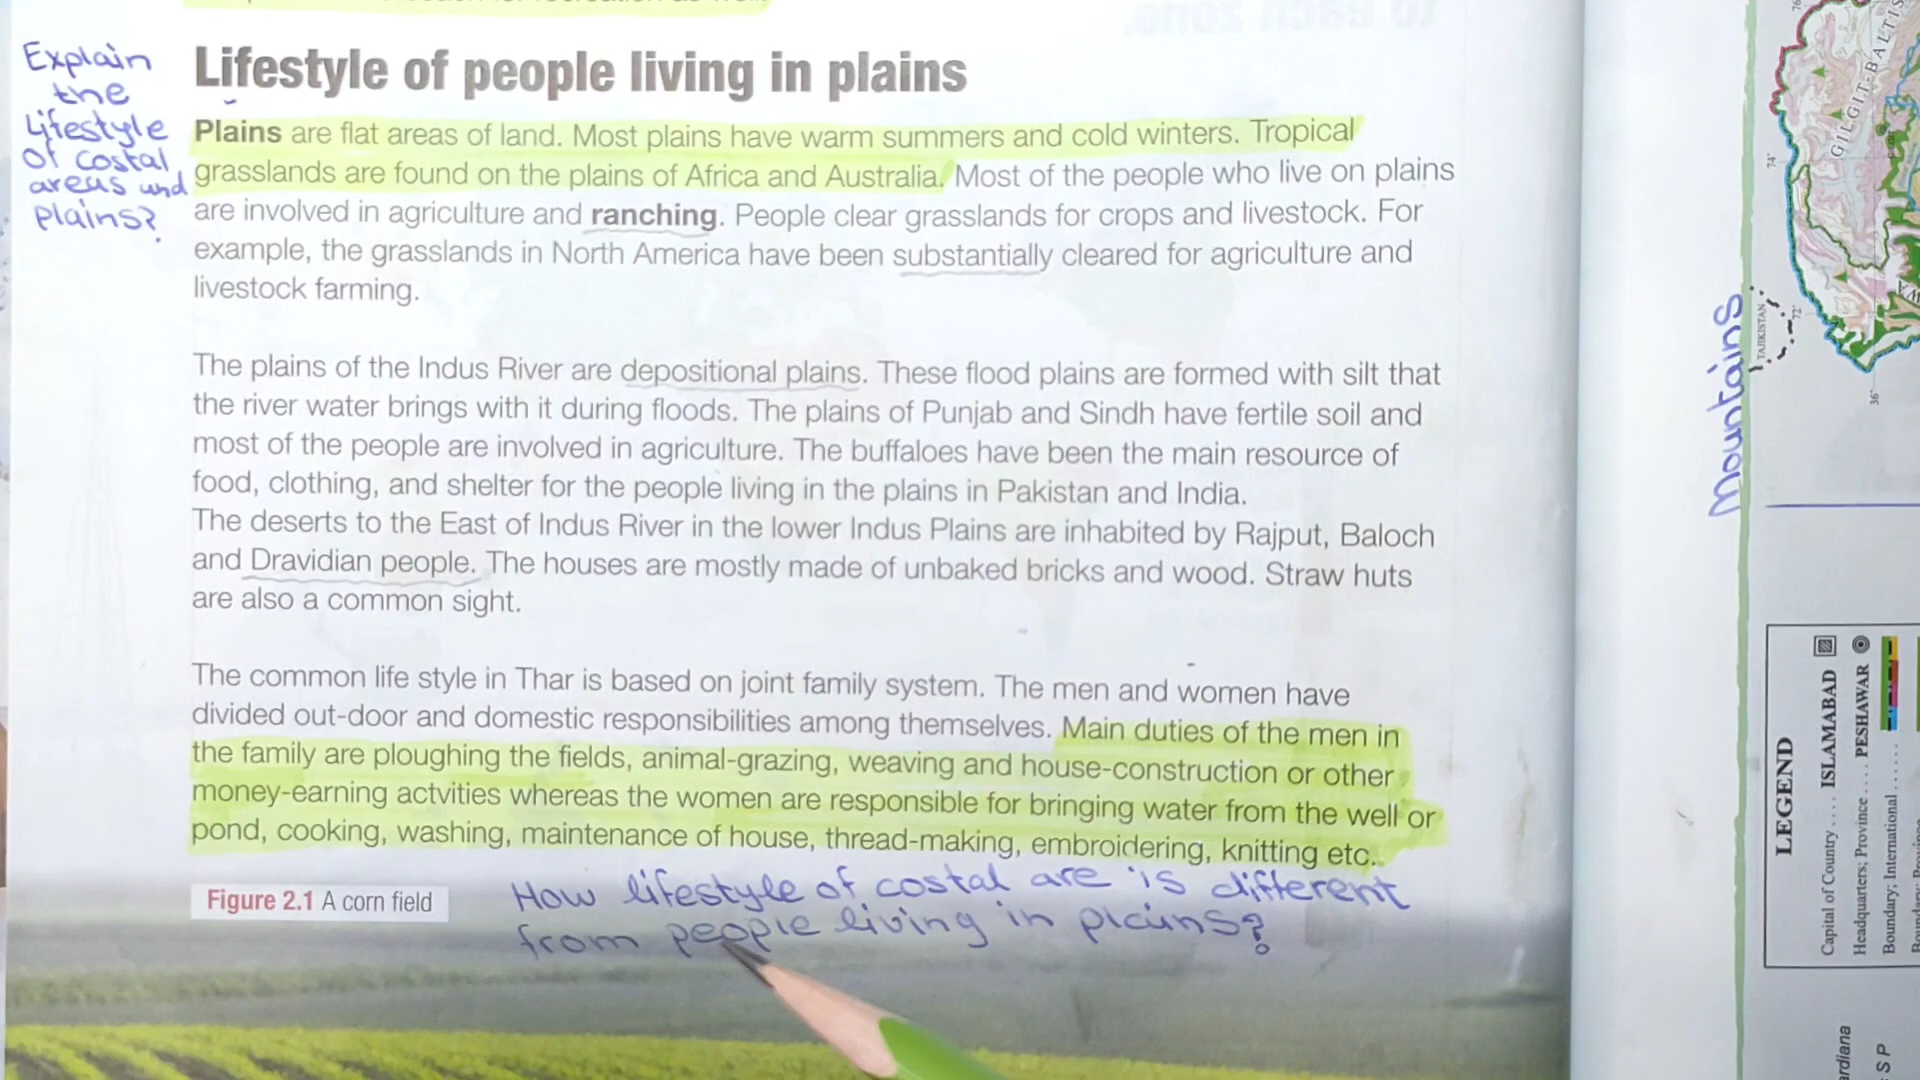 Explain
the
Lifestyle
of costal
areas and
plains?
Lifestyle of people living in plains
Plains are flat areas of land. Most plains have warm summers and cold winters. Tropical
grasslands are found on the plains of Africa and Australia. Most of the people who live on plains
are involved in agriculture and ranching. People clear grasslands for crops and livestock. For
example, the grasslands in North America have been substantially cleared for agriculture and
livestock farming.
The plains of the Indus River are depositional plains. These flood plains are formed with silt that
the river water brings with it during floods. The plains of Punjab and Sindh have fertile soil and
most of the people are involved in agriculture. The buffaloes have been the main resource of
food, clothing, and shelter for the people living in the plains in Pakistan and India.
The deserts to the East of Indus River in the lower Indus Plains are inhabited by Rajput, Baloch
and Dravidian people. The houses are mostly made of unbaked bricks and wood. Straw huts
are also a common sight.
The common life style in Thar is based on joint family system. The men and women have
divided out-door and domestic responsibilities among themselves. Main duties of the men in
the family are ploughing the fields, animal-grazing, weaving and house-construction or other
money-earning actvities whereas the women are responsible for bringing water from the well or
pond, cooking, washing, maintenance of house, thread-making, embroidering, knitting etc.
Figure 2.1 A corn field
How lifestyle of costal are is different
from people living in plains?
Mountains
GILGIT-BALTIS
TAJIKISTAN
74°
72°
36°
LEGEND
Capital of Country .... ISLAMABAD
Headquarters; Province .... PESHAWAR
Boundary; International ......